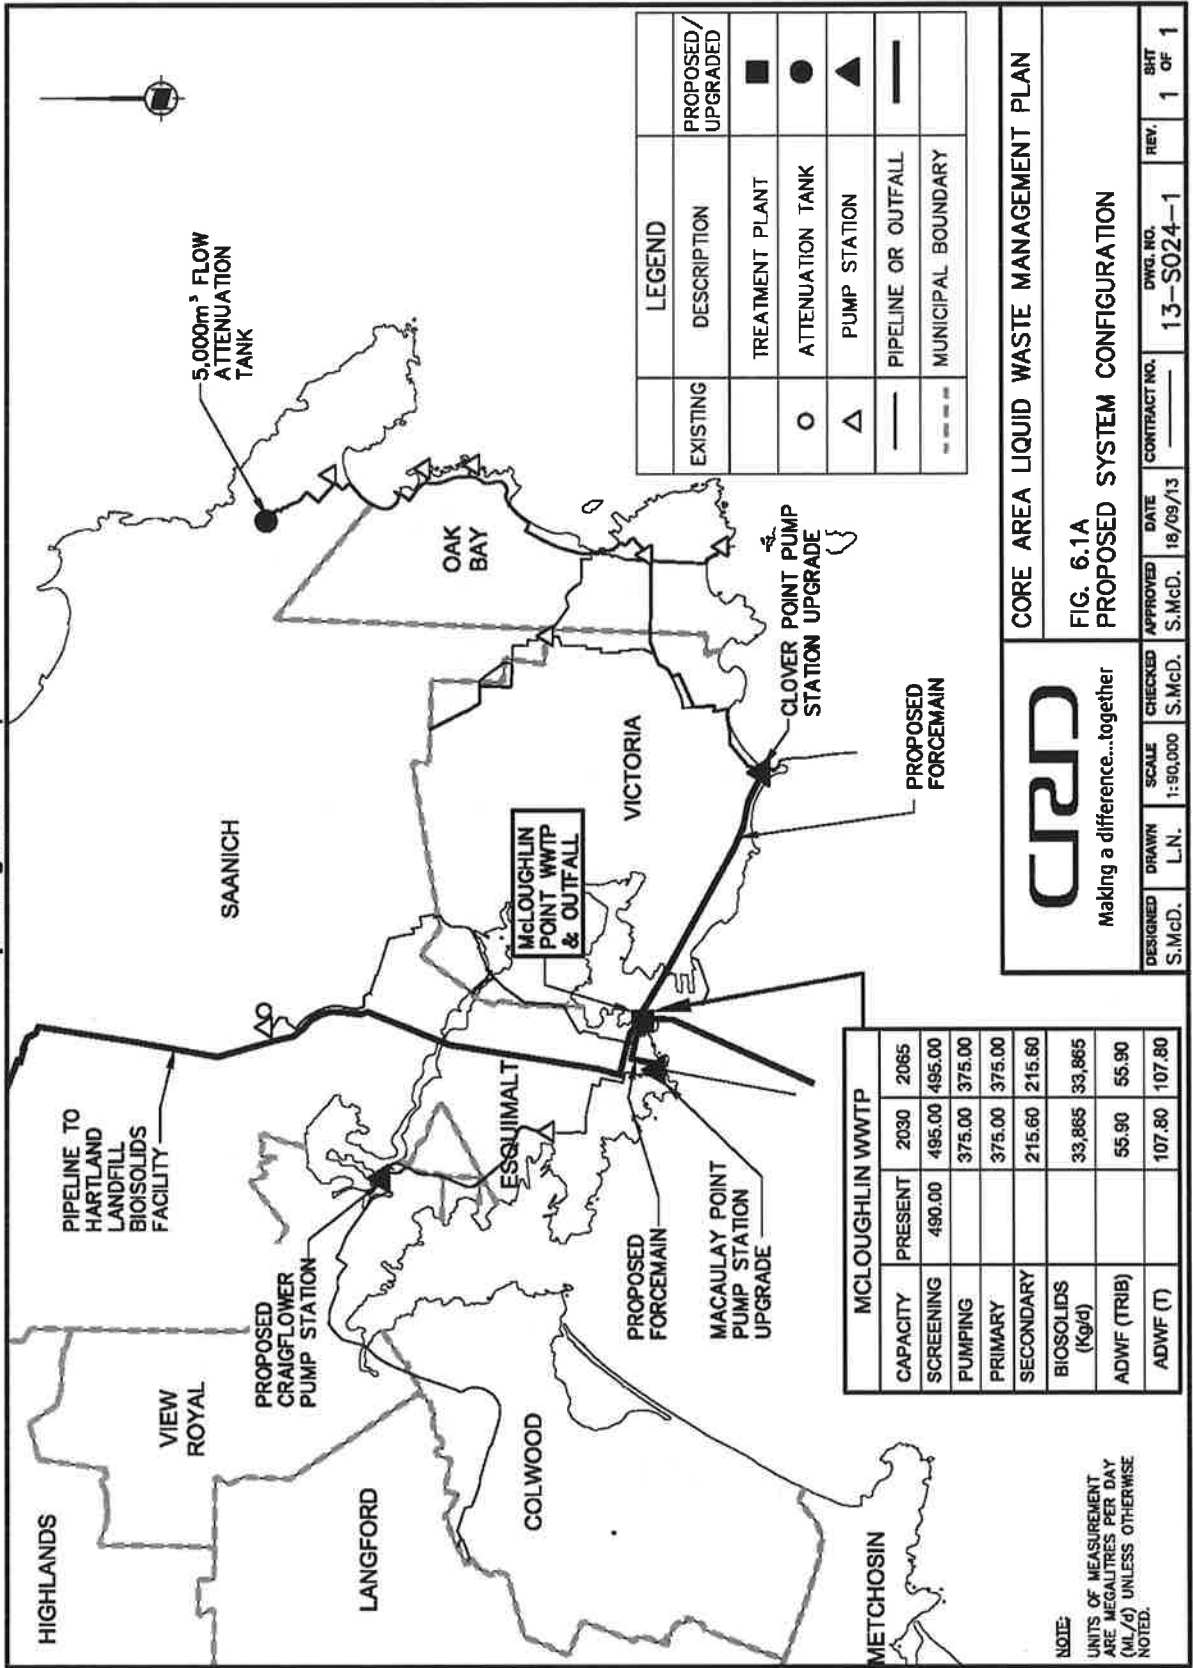 HIGHLANDS
VIEW
ROYAL
LANGFORD
COLWOOD
METCHOSIN
SAANICH
ESQUIMALT
VICTORIA
OAK
BAY
PIPELINE TO
HARTLAND
LANDFILL
BIOISOLIDS
FACILITY
PROPOSED
CRAIGFLOWER
PUMP STATION
PROPOSED
FORCEMAIN
MACAULAY POINT
PUMP STATION
UPGRADE
McLOUGHLIN
POINT WWTP
& OUTFALL
5,000m³ FLOW
ATTENUATION
TANK
CLOVER POINT PUMP
STATION UPGRADE
PROPOSED
FORCEMAIN
NOTE:
UNITS OF MEASUREMENT
ARE MEGALITRES PER DAY
(ML/d) UNLESS OTHERWISE
NOTED.
MCLOUGHLIN WWTP
CAPACITY PRESENT 2030 2065
SCREENING 490.00 495.00 495.00
PUMPING 375.00 375.00
PRIMARY 375.00 375.00
SECONDARY 215.60 215.60
BIOSOLIDS
(Kg/d) 33,865 33,865
ADWF (TRIB) 55.90 55.90
ADWF (T) 107.80 107.80
LEGEND
EXISTING DESCRIPTION PROPOSED/
UPGRADED
TREATMENT PLANT
ATTENUATION TANK
PUMP STATION
PIPELINE OR OUTFALL
MUNICIPAL BOUNDARY
CRD
Making a difference...together
CORE AREA LIQUID WASTE MANAGEMENT PLAN
FIG. 6.1A
PROPOSED SYSTEM CONFIGURATION
DESIGNED DRAWN SCALE CHECKED APPROVED DATE CONTRACT NO. DWG. NO. REV. SHT
S.McD. L.N. 1:90,000 S.McD. S.McD. 18/09/13 13-S024-1 1 OF 1